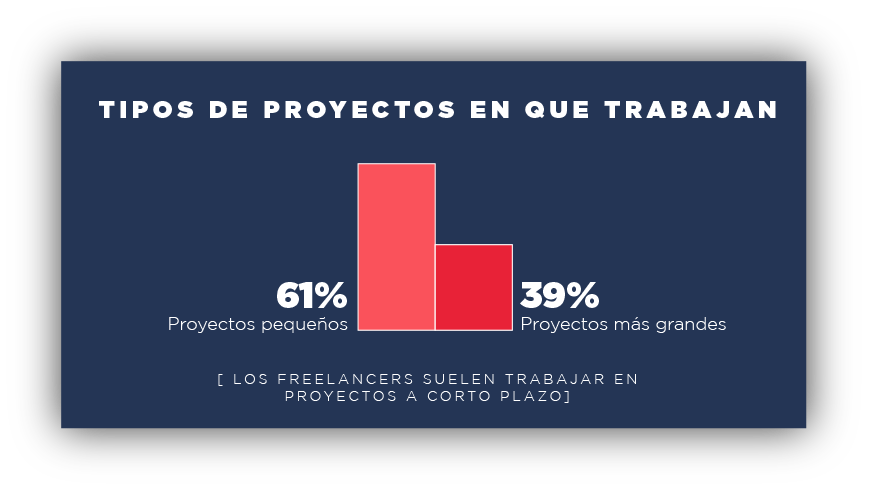 TIPOS DE PROYECTOS EN QUE TRABAJAN
61%
Proyectos pequeños
39%
Proyectos más grandes
[ LOS FREELANCERS SUELEN TRABAJAR EN
PROYECTOS A CORTO PLAZO]